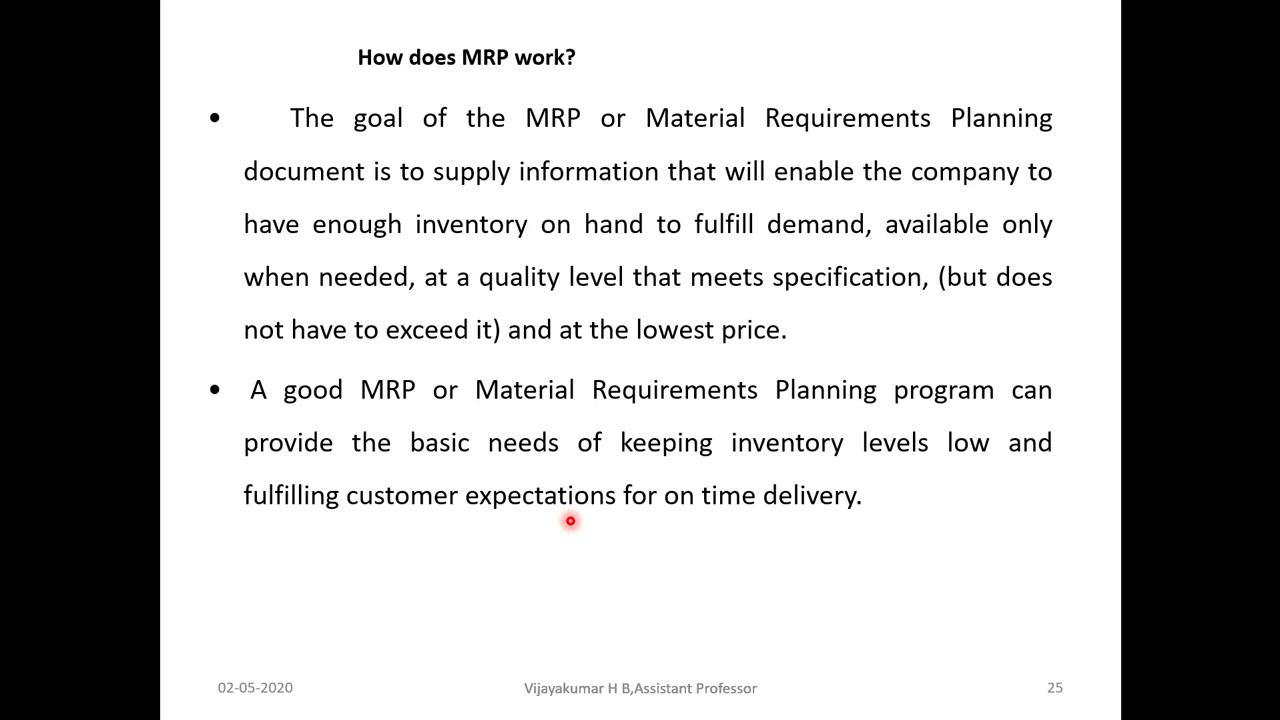 How does MRP work?
• The goal of the MRP or Material Requirements Planning
document is to supply information that will enable the company to
have enough inventory on hand to fulfill demand, available only
when needed, at a quality level that meets specification, (but does
not have to exceed it) and at the lowest price.
• A good MRP or Material Requirements Planning program can
provide the basic needs of keeping inventory levels low and
fulfilling customer expectations for on time delivery.
02-05-2020 Vijayakumar H B,Assistant Professor 25